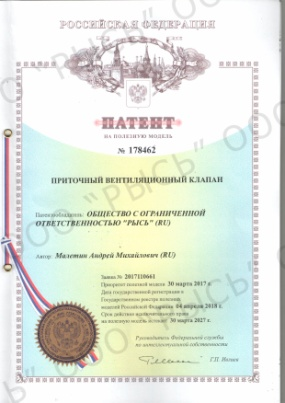 РОССИЙСКАЯ ФЕДЕРАЦИЯ
ПАТЕНТ
НА ПОЛЕЗНУЮ МОДЕЛЬ
№ 178462
ПРИТОЧНЫЙ ВЕНТИЛЯЦИОННЫЙ КЛАПАН
Патентообладатель: ОБЩЕСТВО С ОГРАНИЧЕННОЙ
ОТВЕТСТВЕННОСТЬЮ "РЫСЬ" (RU)
Автор: Малетин Андрей Михайлович (RU)
Заявка № 2017110661
Приоритет полезной модели 30 марта 2017 г.
Дата государственной регистрации в
Государственном реестре полезных
моделей Российской Федерации 04 апреля 2018 г.
Срок действия исключительного права
на полезную модель истекает 30 марта 2027 г.
Руководитель Федеральной службы
по интеллектуальной собственности
Г.П. Ивлиев
ООО "РЫСЬ"